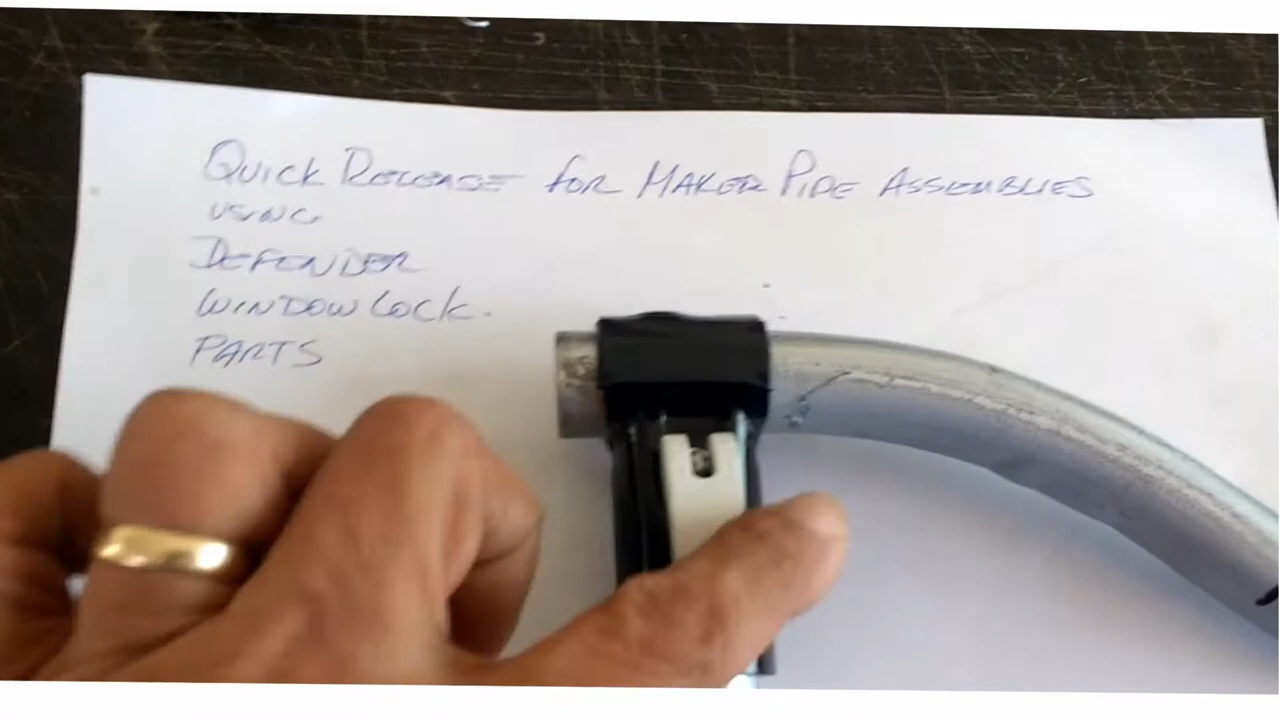 Quick Release for Maker Pipe Assemblies
using
Defender
window lock.
Parts